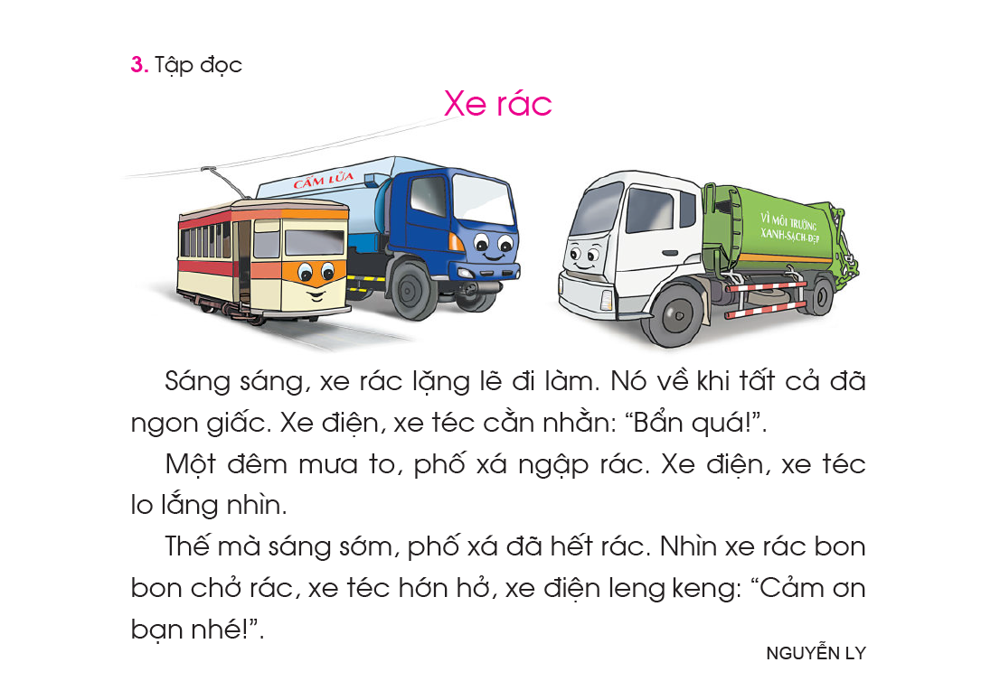 3. Tập đọc
Xe rác
CẤM LỬA
VÌ MÔI TRƯỜNG
XANH-SẠCH-ĐẸP
Sáng sáng, xe rác lặng lẽ đi làm. Nó về khi tất cả đã
ngon giấc. Xe điện, xe téc cằn nhằn: “Bẩn quá!”.
Một đêm mưa to, phố xá ngập rác. Xe điện, xe téc
lo lắng nhìn.
Thế mà sáng sớm, phố xá đã hết rác. Nhìn xe rác bon
bon chở rác, xe téc hớn hở, xe điện leng keng: “Cảm ơn
bạn nhé!”.
NGUYỄN LY